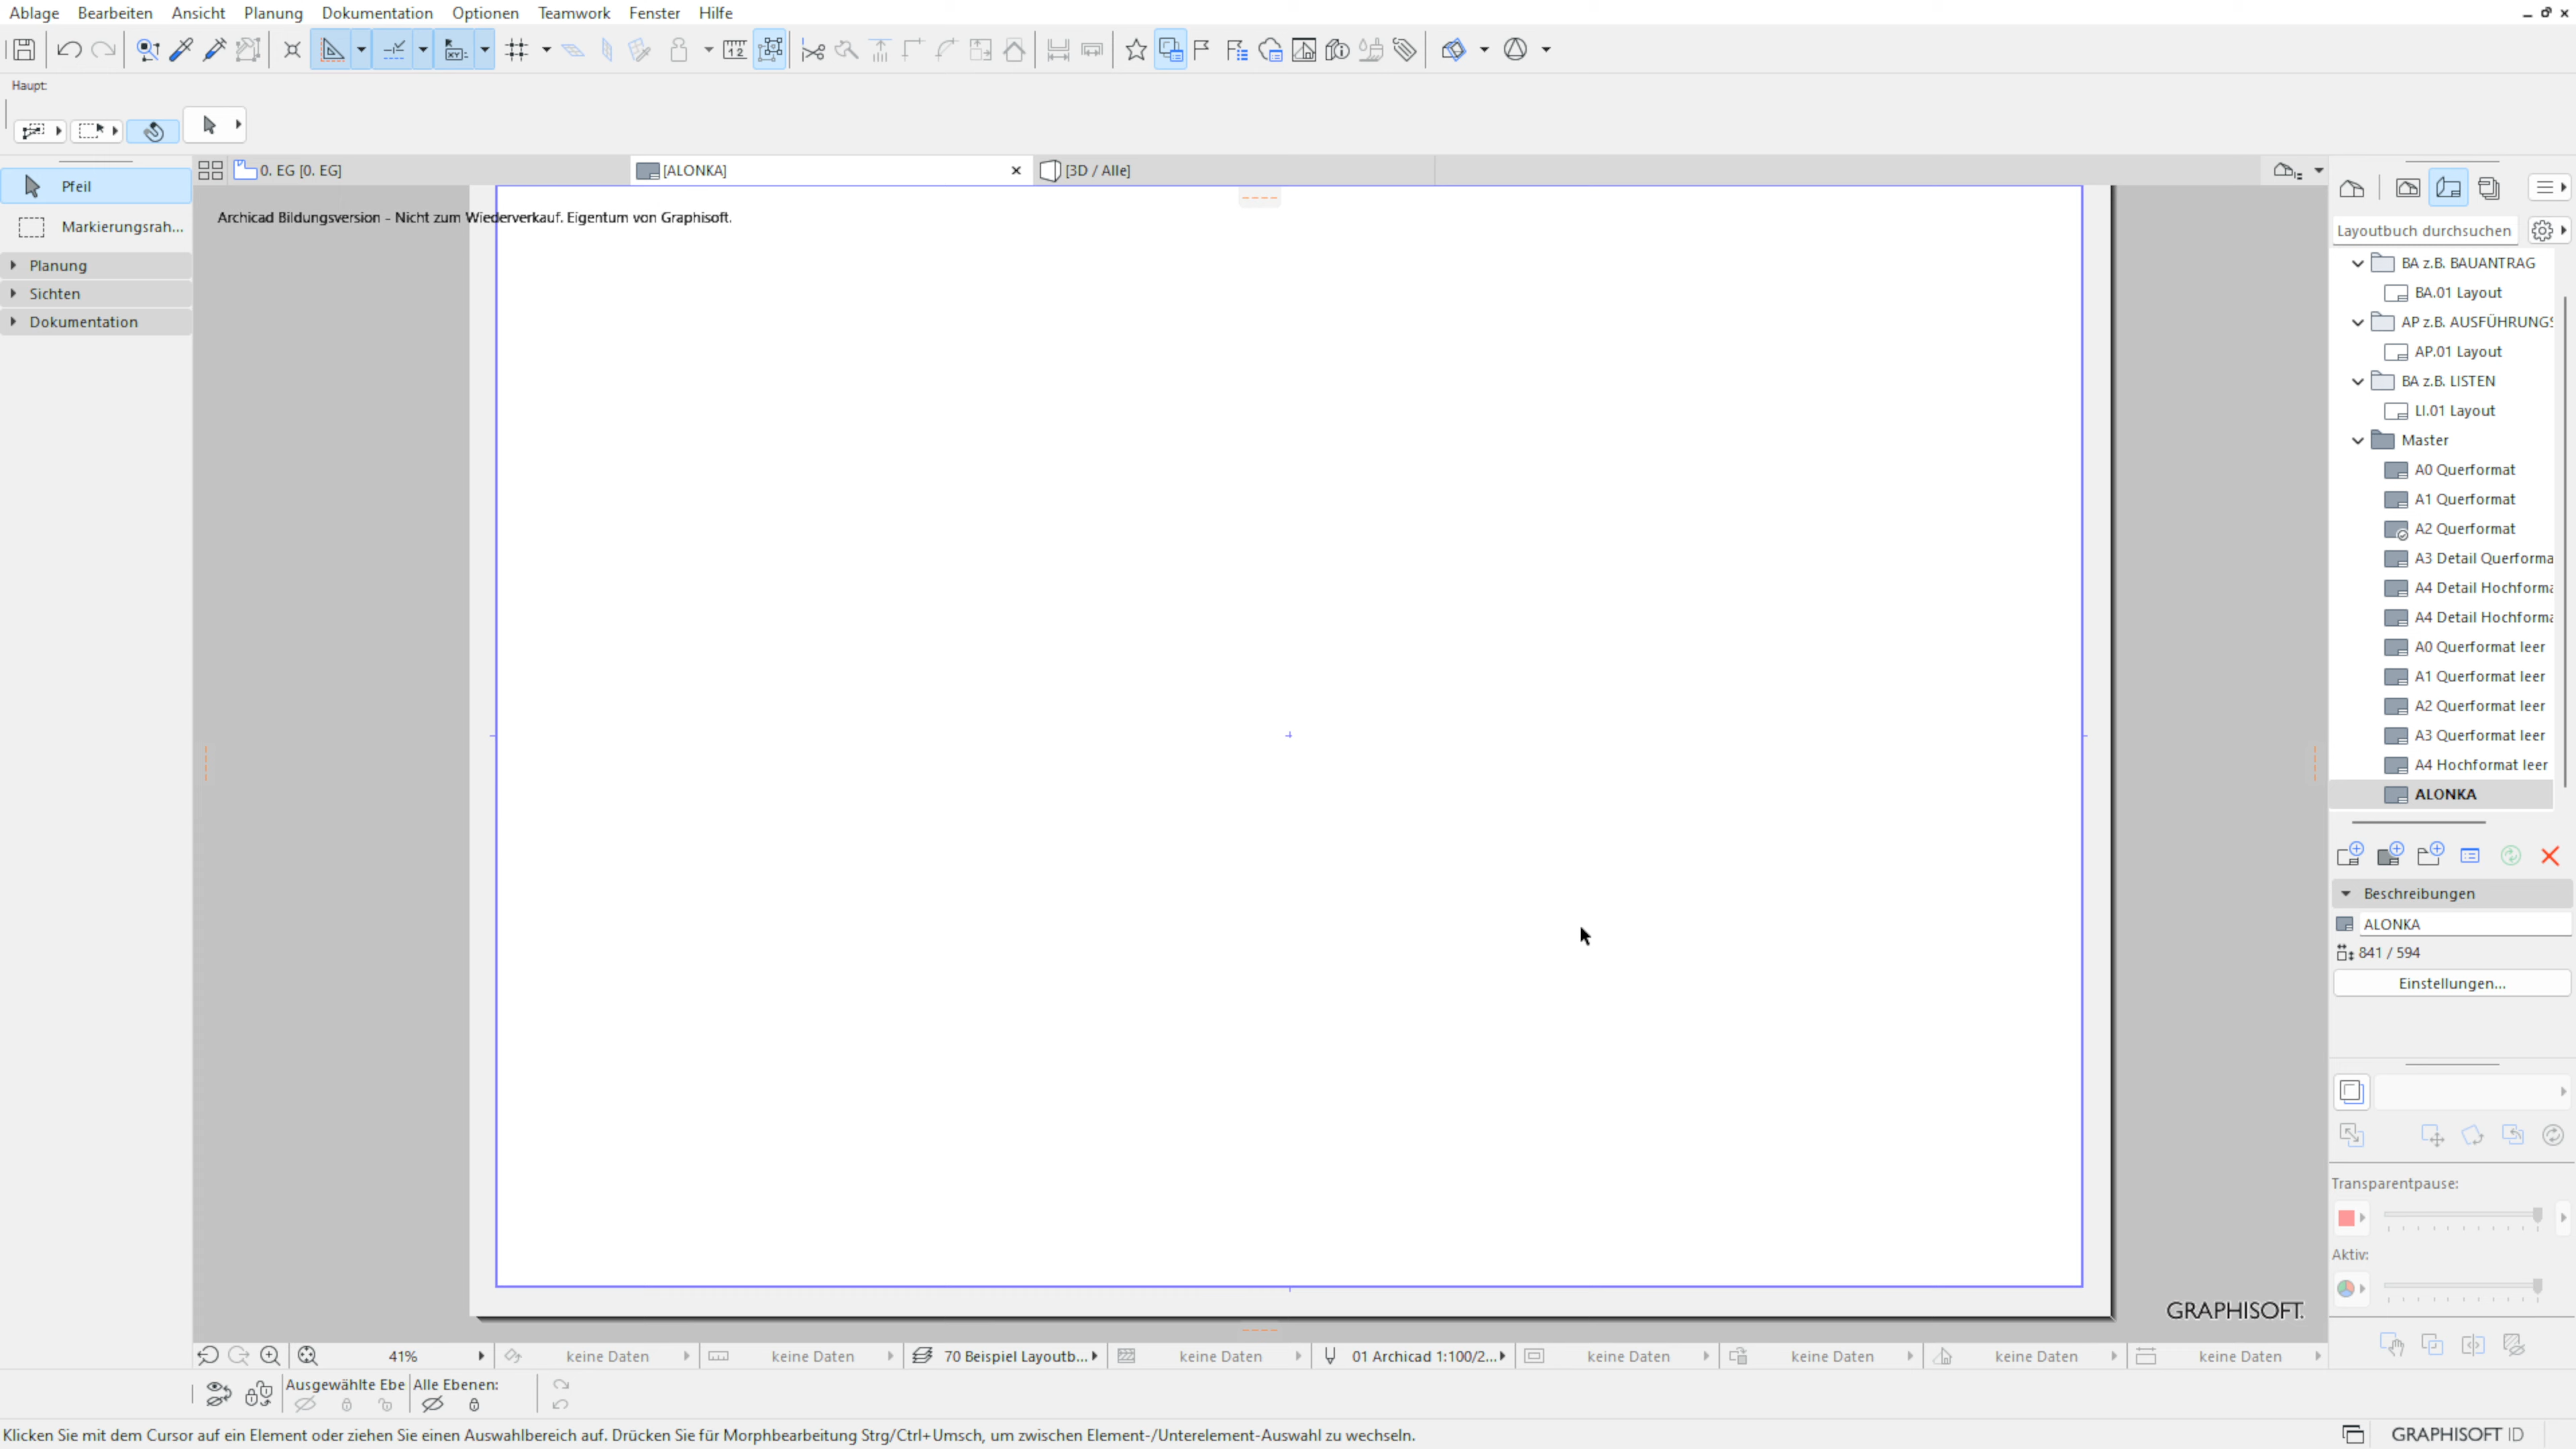 Ablage Bearbeiten Ansicht Planung Dokumentation Optionen Teamwork Fenster Hilfe
Haupt:
0. EG [0. EG]
[ALONKA]
[3D / Alle]
Pfeil
Markierungsrah...
Planung
Sichten
Dokumentation
Archicad Bildungsversion - Nicht zum Wiederverkauf. Eigentum von Graphisoft.
Layoutbuch durchsuchen
BA z.B. BAUANTRAG
BA.01 Layout
AP z.B. AUSFÜHRUNGS
AP.01 Layout
BA z.B. LISTEN
LI.01 Layout
Master
A0 Querformat
A1 Querformat
A2 Querformat
A3 Detail Querforma
A4 Detail Hochforma
A4 Detail Hochforma
A0 Querformat leer
A1 Querformat leer
A2 Querformat leer
A3 Querformat leer
A4 Hochformat leer
ALONKA
Beschreibungen
ALONKA
841 / 594
Einstellungen...
Transparentpause:
Aktiv:
GRAPHISOFT.
41% keine Daten keine Daten 70 Beispiel Layoutb... keine Daten 01 Archicad 1:100/2... keine Daten keine Daten keine Daten keine Daten
Ausgewählte Ebe Alle Ebenen:
Klicken Sie mit dem Cursor auf ein Element oder ziehen Sie einen Auswahlbereich auf. Drücken Sie für Morphbearbeitung Strg/Ctrl+Umsch, um zwischen Element-/Unterelement-Auswahl zu wechseln.
GRAPHISOFT ID